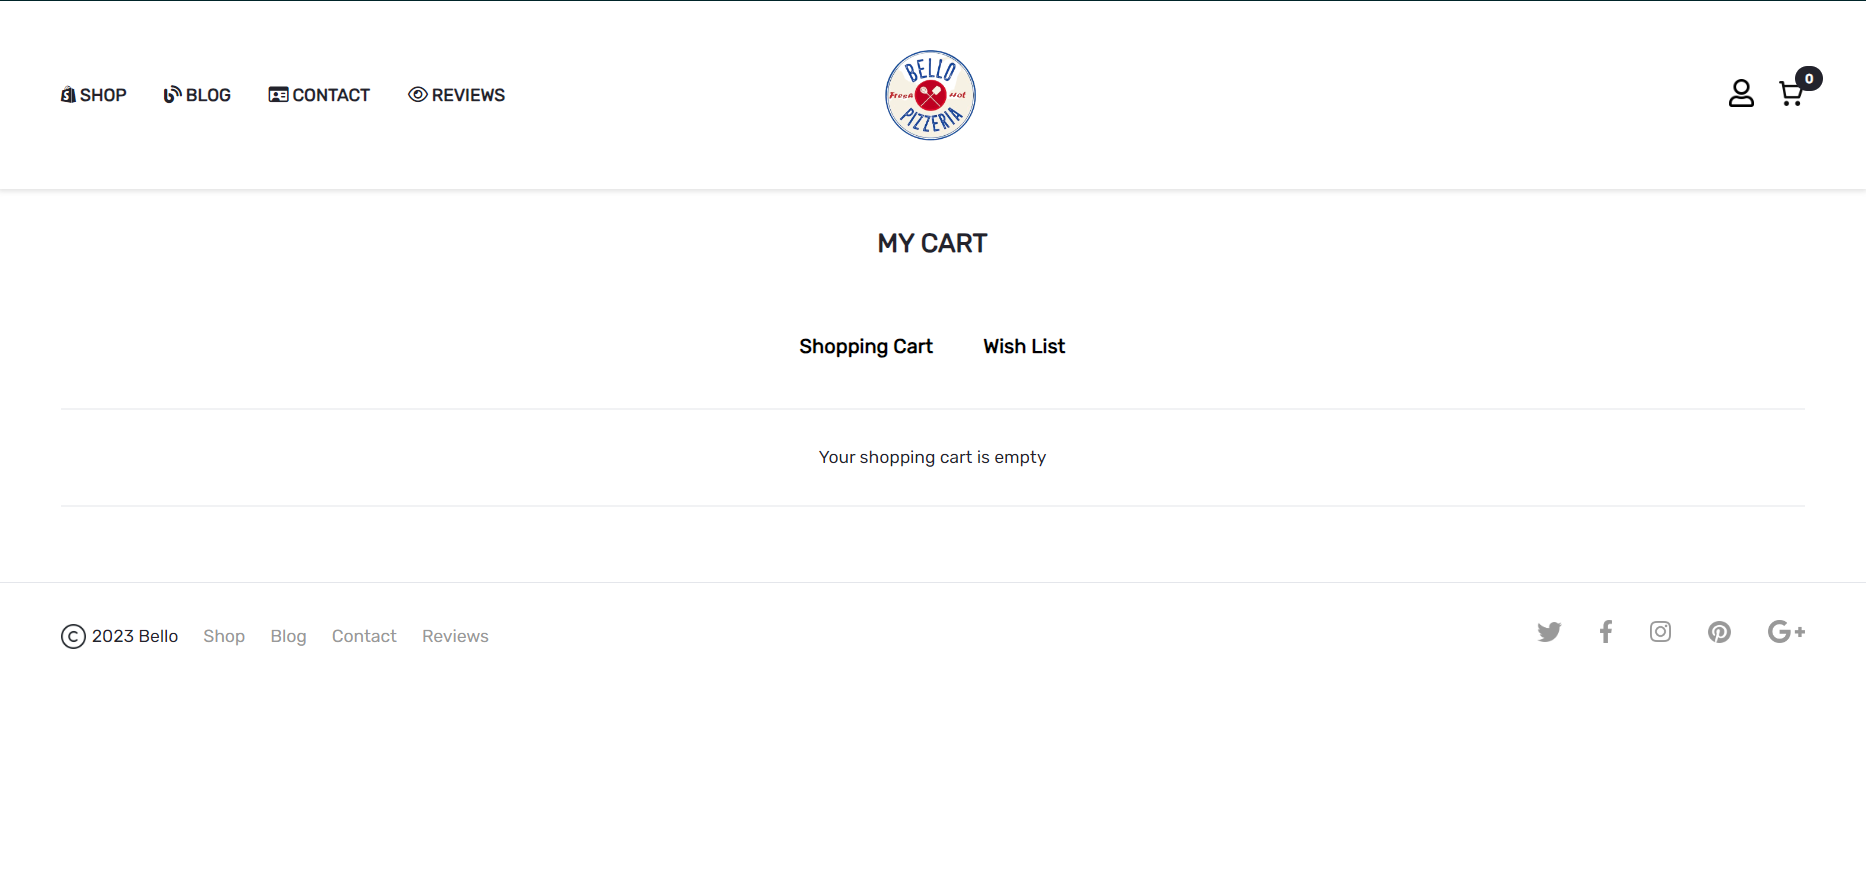 SHOP BLOG CONTACT REVIEWS
BELLO
Fresh Hot
PIZZERIA
0
MY CART
Shopping Cart Wish List
Your shopping cart is empty
© 2023 Bello Shop Blog Contact Reviews